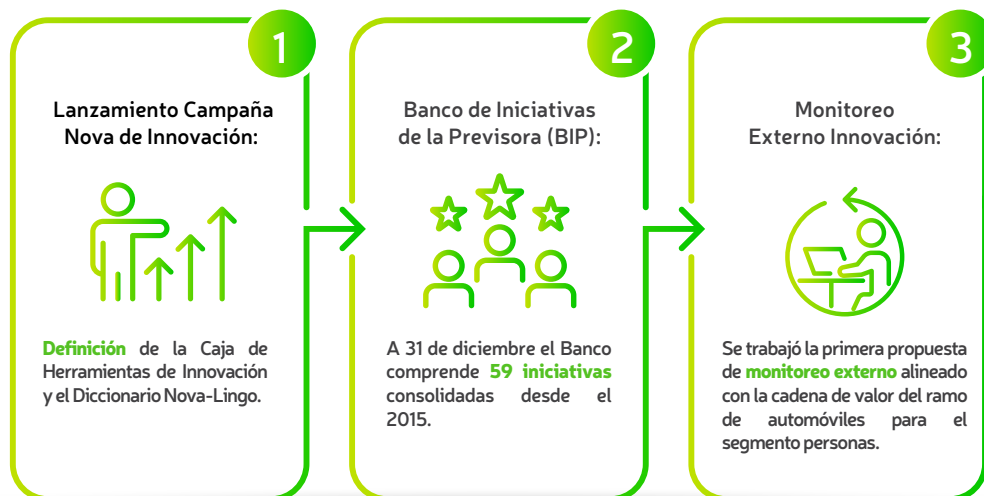 1
Lanzamiento Campaña
Nova de Innovación:
Definición de la Caja de
Herramientas de Innovación
y el Diccionario Nova-Lingo.
2
Banco de Iniciativas
de la Previsora (BIP):
A 31 de diciembre el Banco
comprende 59 iniciativas
consolidadas desde el
2015.
3
Monitoreo
Externo Innovación:
Se trabajó la primera propuesta
de monitoreo externo alineado
con la cadena de valor del ramo
de automóviles para el
segmento personas.